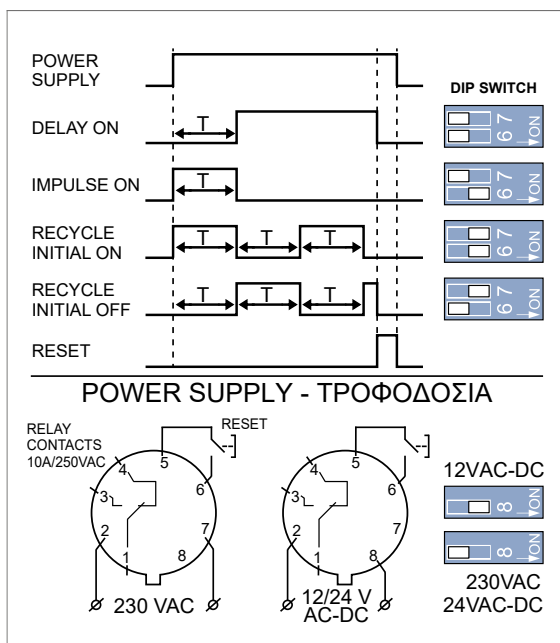 POWER
SUPPLY
DIP SWITCH
DELAY ON
T
6 7
ON
IMPULSE ON
T
6 7
ON
RECYCLE
INITIAL ON
T T T
6 7
ON
RECYCLE
INITIAL OFF
T T T
6 7
ON
RESET
POWER SUPPLY - ΤΡΟΦΟΔΟΣΙΑ
RELAY
CONTACTS
10A/250VAC
RESET
1 2 3 4 5 6 7 8
230 VAC
1 2 3 4 5 6 7 8
12/24 V
AC-DC
12VAC-DC
8
ON
8
ON
230VAC
24VAC-DC